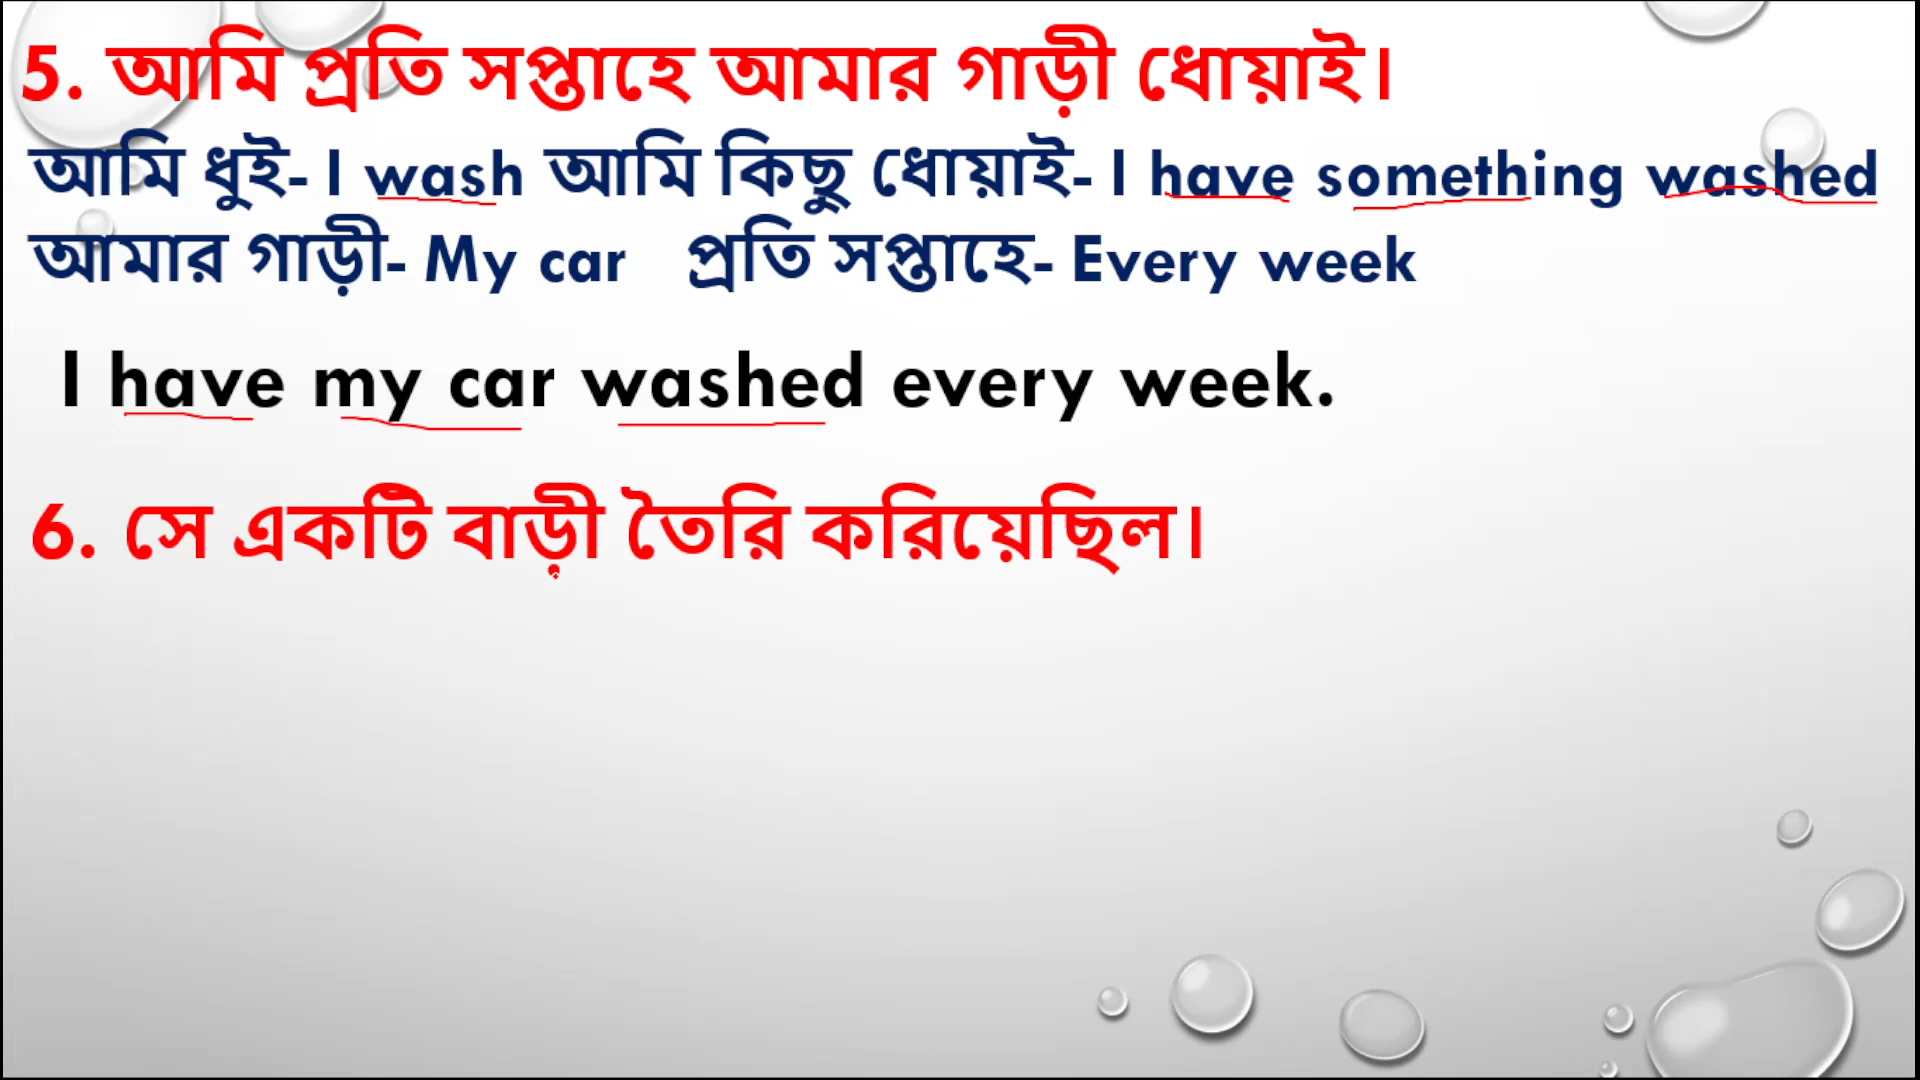 5. আমি প্রতি সপ্তাহে আমার গাড়ী ধোয়াই।
আমি ধুই- I wash আমি কিছু ধোয়াই- I have something washed
আমার গাড়ী- My car প্রতি সপ্তাহে- Every week
I have my car washed every week.
6. সে একটি বাড়ী তৈরি করিয়েছিল।